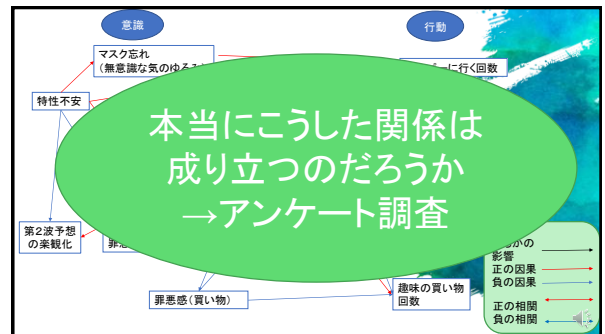 意識
行動
マスク忘れ
(無意識な気のゆるみ)
に行く回数
特性不安
本当にこうした関係は
成り立つのだろうか
→アンケート調査
第2波予想
の楽観化
罪悪
罪悪感(買い物)
趣味の買い物
回数
影響
正の因果
負の因果
正の相関
負の相関